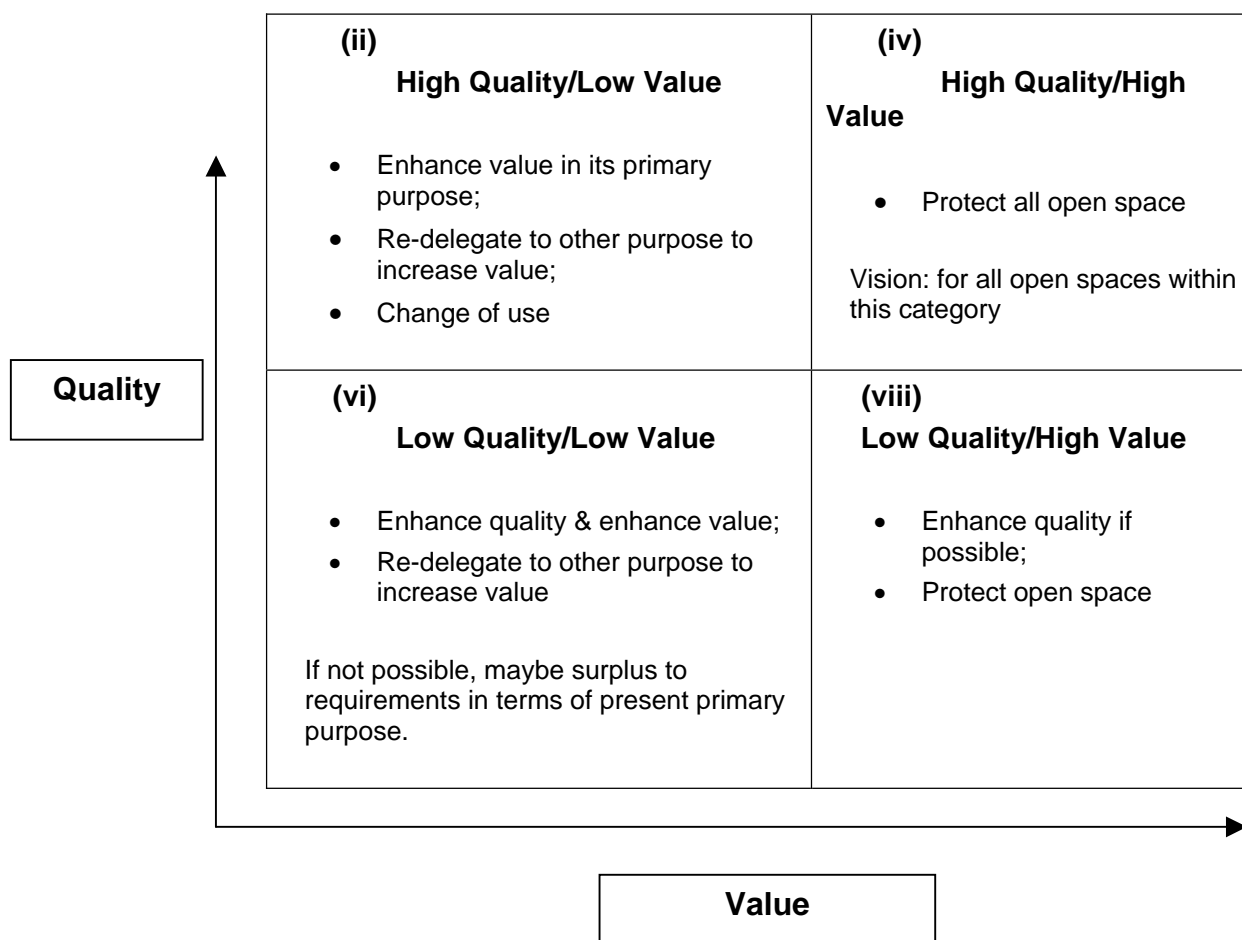 (ii)
High Quality/Low Value
• Enhance value in its primary
purpose;
• Re-delegate to other purpose to
increase value;
• Change of use
(iv)
High Quality/High
Value
• Protect all open space
Vision: for all open spaces within
this category
Quality
(vi)
Low Quality/Low Value
• Enhance quality & enhance value;
• Re-delegate to other purpose to
increase value
If not possible, maybe surplus to
requirements in terms of present primary
purpose.
(viii)
Low Quality/High Value
• Enhance quality if
possible;
• Protect open space
Value